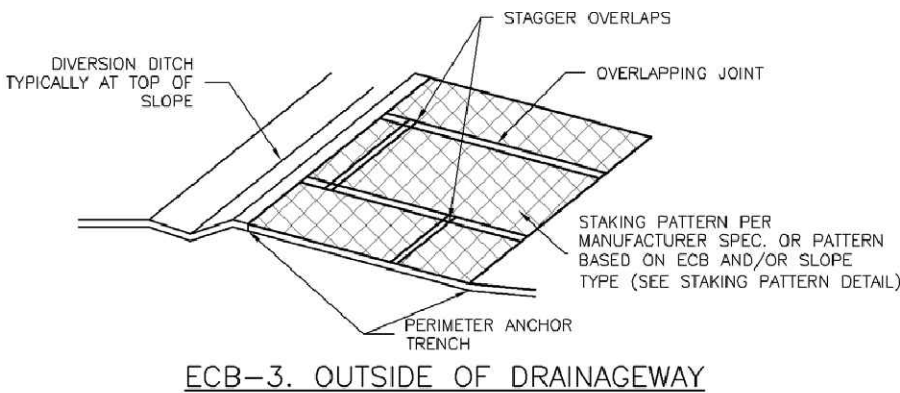 STAGGER OVERLAPS
DIVERSION DITCH
TYPICALLY AT TOP OF
SLOPE
OVERLAPPING JOINT
STAKING PATTERN PER
MANUFACTURER SPEC. OR PATTERN
BASED ON ECB AND/OR SLOPE
TYPE (SEE STAKING PATTERN DETAIL)
PERIMETER ANCHOR
TRENCH
ECB-3. OUTSIDE OF DRAINAGEWAY